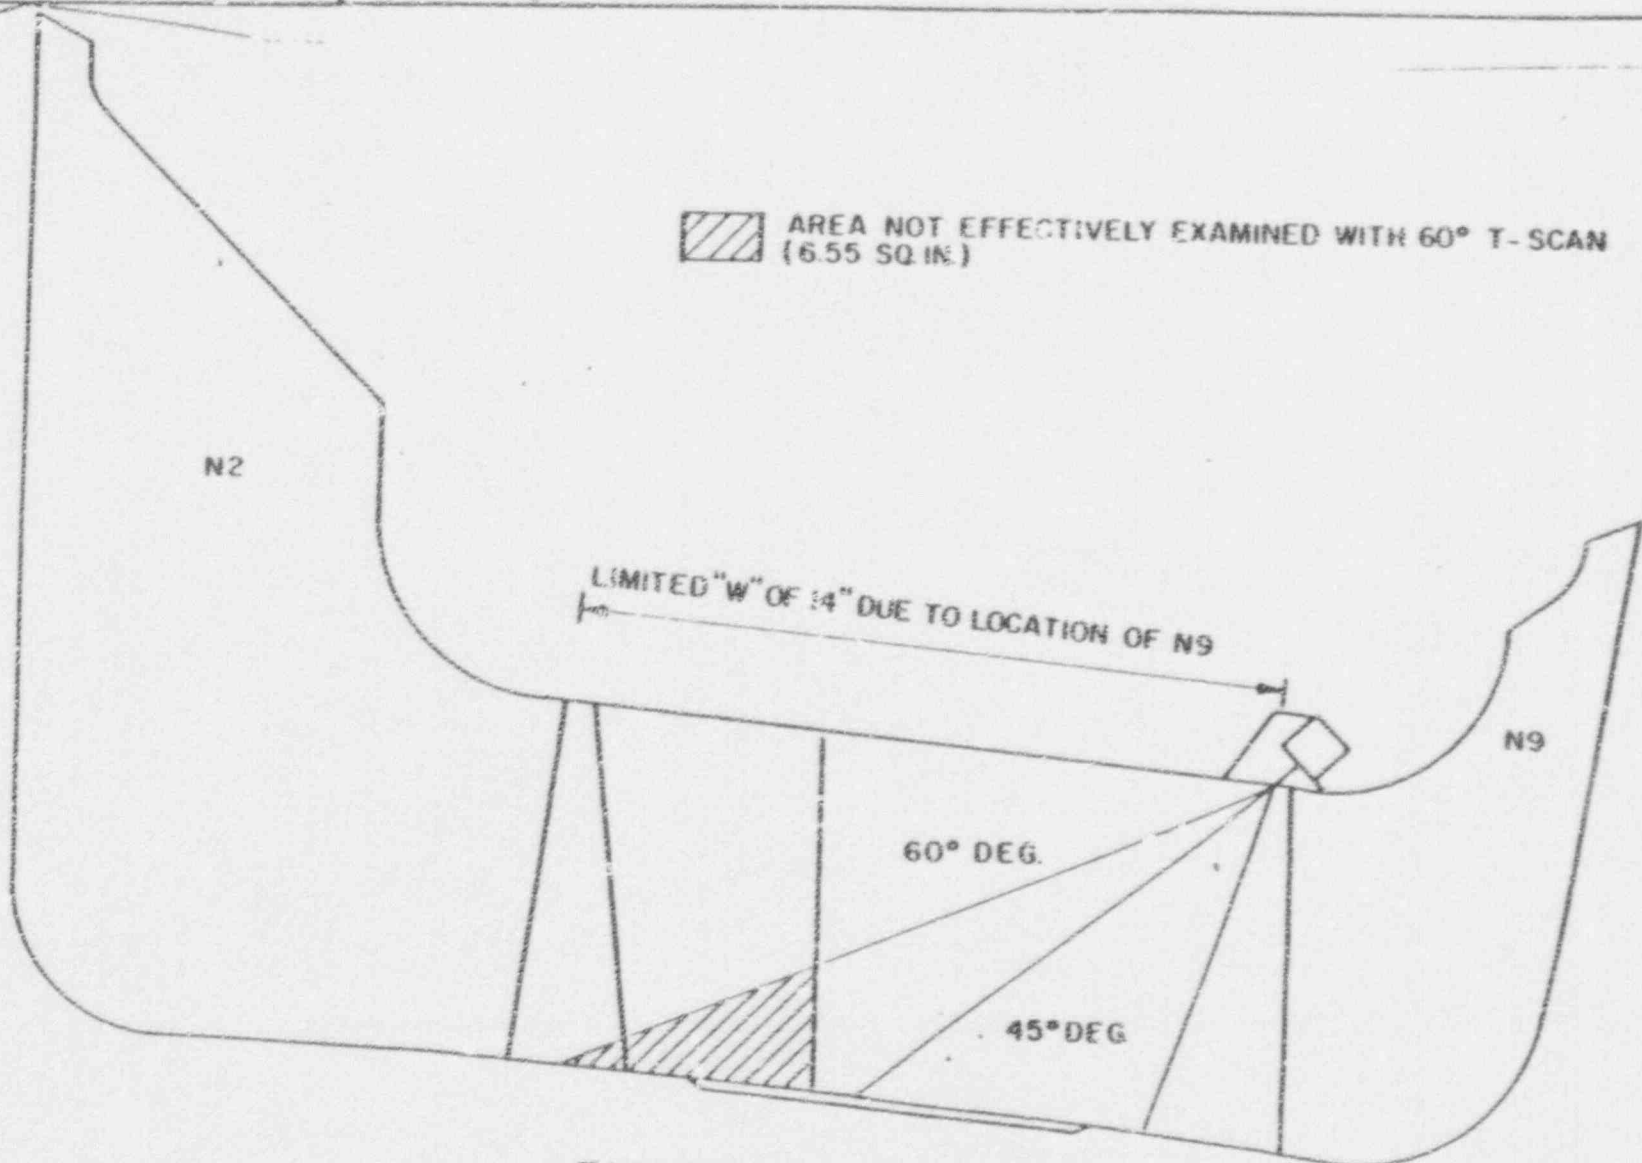 AREA NOT EFFECTIVELY EXAMINED WITH 60° T-SCAN
(6.55 SQ.IN.)
N2
LIMITED "W" OF 14" DUE TO LOCATION OF N9
N9
60° DEG.
45° DEG